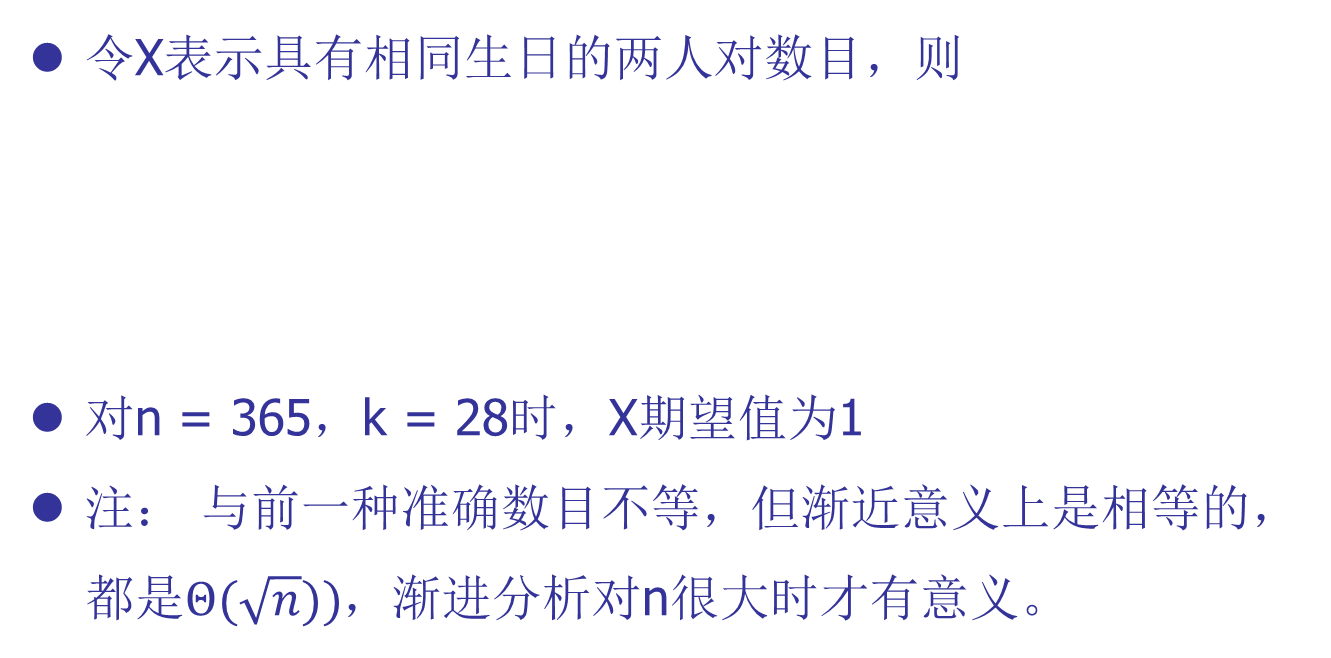 ● 令X表示具有相同生日的两人对数目，则
● 对n = 365，k = 28时，X期望值为1
● 注： 与前一种准确数目不等，但渐近意义上是相等的，
都是Θ(√n))，渐进分析对n很大时才有意义。